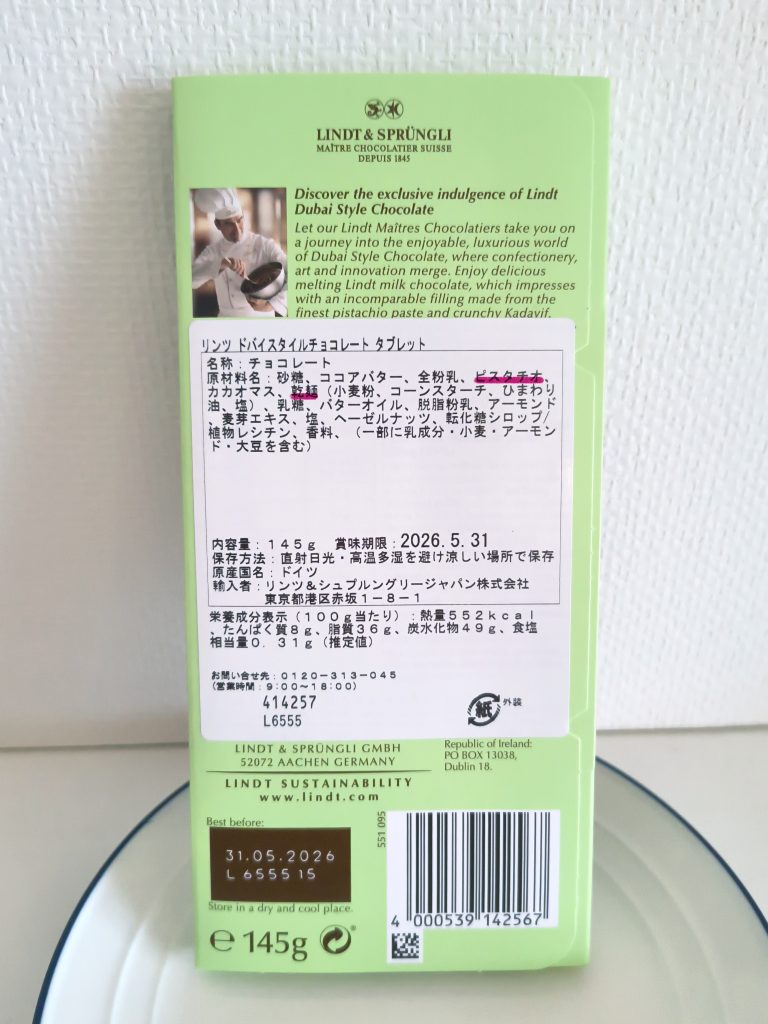 LINDT & SPRÜNGLI
MAÎTRE CHOCOLATIER SUISSE
DEPUIS 1845
Discover the exclusive indulgence of Lindt
Dubai Style Chocolate
Let our Lindt Maîtres Chocolatiers take you on
a journey into the enjoyable, luxurious world
of Dubai Style Chocolate, where confectionery,
art and innovation merge. Enjoy delicious
melting Lindt milk chocolate, which impresses
with an incomparable filling made from the
finest pistachio paste and crunchy Kadayif.
リンツ ドバイスタイルチョコレート タブレット
名称：チョコレート
原材料名：砂糖、ココアバター、全粉乳、ピスタチオ、
カカオマス、乾麺（小麦粉、コーンスターチ、ひまわり
油、塩）、乳糖、バターオイル、脱脂粉乳、アーモンド
、麦芽エキス、塩、ヘーゼルナッツ、転化糖シロップ/
植物レシチン、香料、（一部に乳成分・小麦・アーモン
ド・大豆を含む）
内容量：１４５ｇ 賞味期限：2026.5.31
保存方法：直射日光・高温多湿を避け涼しい場所で保存
原産国名：ドイツ
輸入者：リンツ＆シュプルングリージャパン株式会社
東京都港区赤坂１－８－１
栄養成分表示（１００ｇ当たり）：熱量５５２ｋｃａｌ
、たんぱく質８ｇ、脂質３６ｇ、炭水化物４９ｇ、食塩
相当量０．３１ｇ（推定値）
お問い合せ先：０１２０－３１３－０４５
（営業時間：９：００～１８：００）
414257
L6555
紙 外装
LINDT & SPRÜNGLI GMBH
52072 AACHEN GERMANY
Republic of Ireland:
PO BOX 13038,
Dublin 18.
LINDT SUSTAINABILITY
www.lindt.com
Best before:
31.05.2026
L 6555 15
Store in a dry and cool place.
℮ 145g
551 095
4 000539 142567